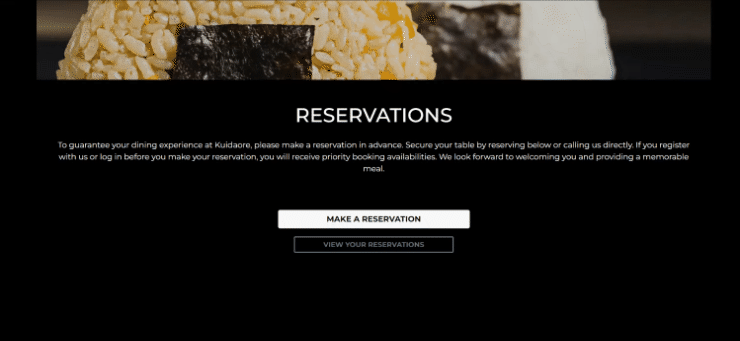 RESERVATIONS
To guarantee your dining experience at Kuidaore, please make a reservation in advance. Secure your table by reserving below or calling us directly. If you register
with us or log in before you make your reservation, you will receive priority booking availabilities. We look forward to welcoming you and providing a memorable
meal.
MAKE A RESERVATION
VIEW YOUR RESERVATIONS